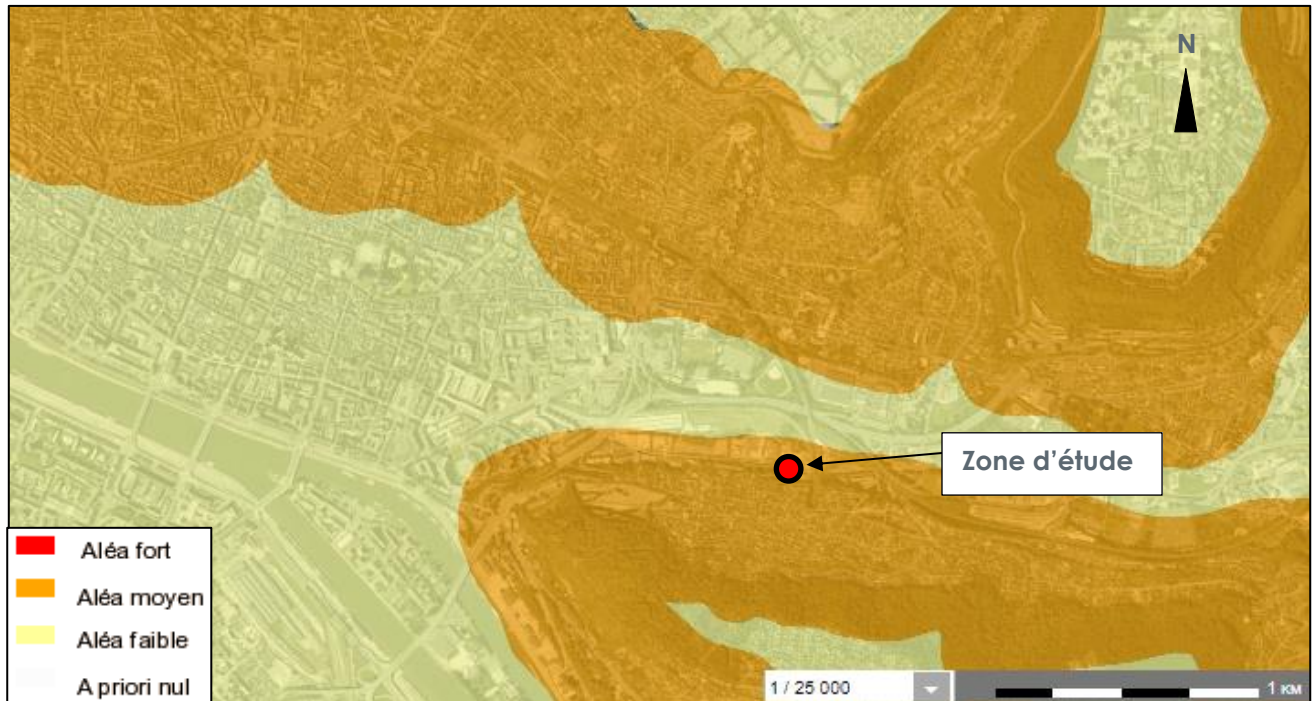 N
Zone d'étude
Aléa fort
Aléa moyen
Aléa faible
A priori nul
1 / 25 000
1 KM